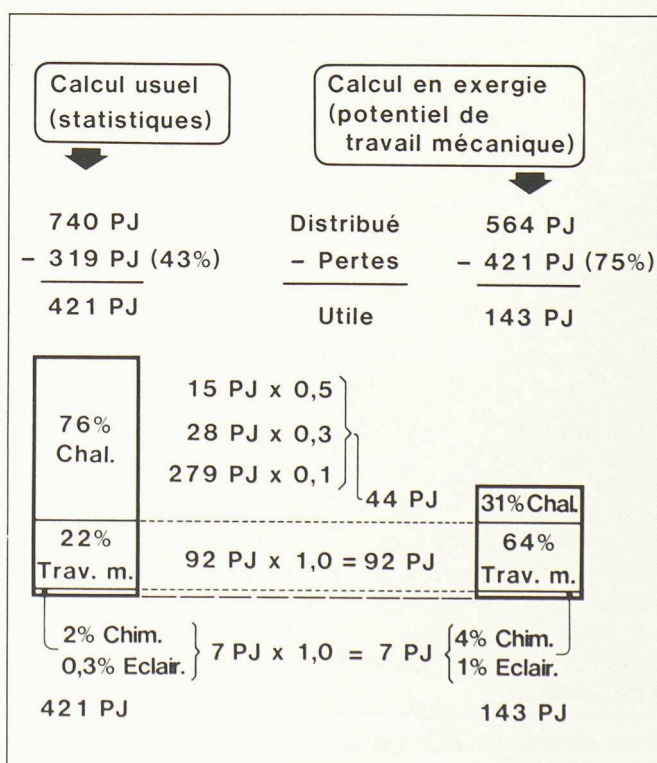 Calcul usuel
(statistiques)
Calcul en exergie
(potentiel de
travail mécanique)
740 PJ Distribué 564 PJ
– 319 PJ (43%) – Pertes – 421 PJ (75%)
421 PJ Utile 143 PJ
76%
Chal.
15 PJ x 0,5
28 PJ x 0,3
279 PJ x 0,1
44 PJ
31% Chal.
22%
Trav. m.
92 PJ x 1,0 = 92 PJ
64%
Trav. m.
2% Chim.
0,3% Eclair.
7 PJ x 1,0 = 7 PJ
4% Chim.
1% Eclair.
421 PJ 143 PJ